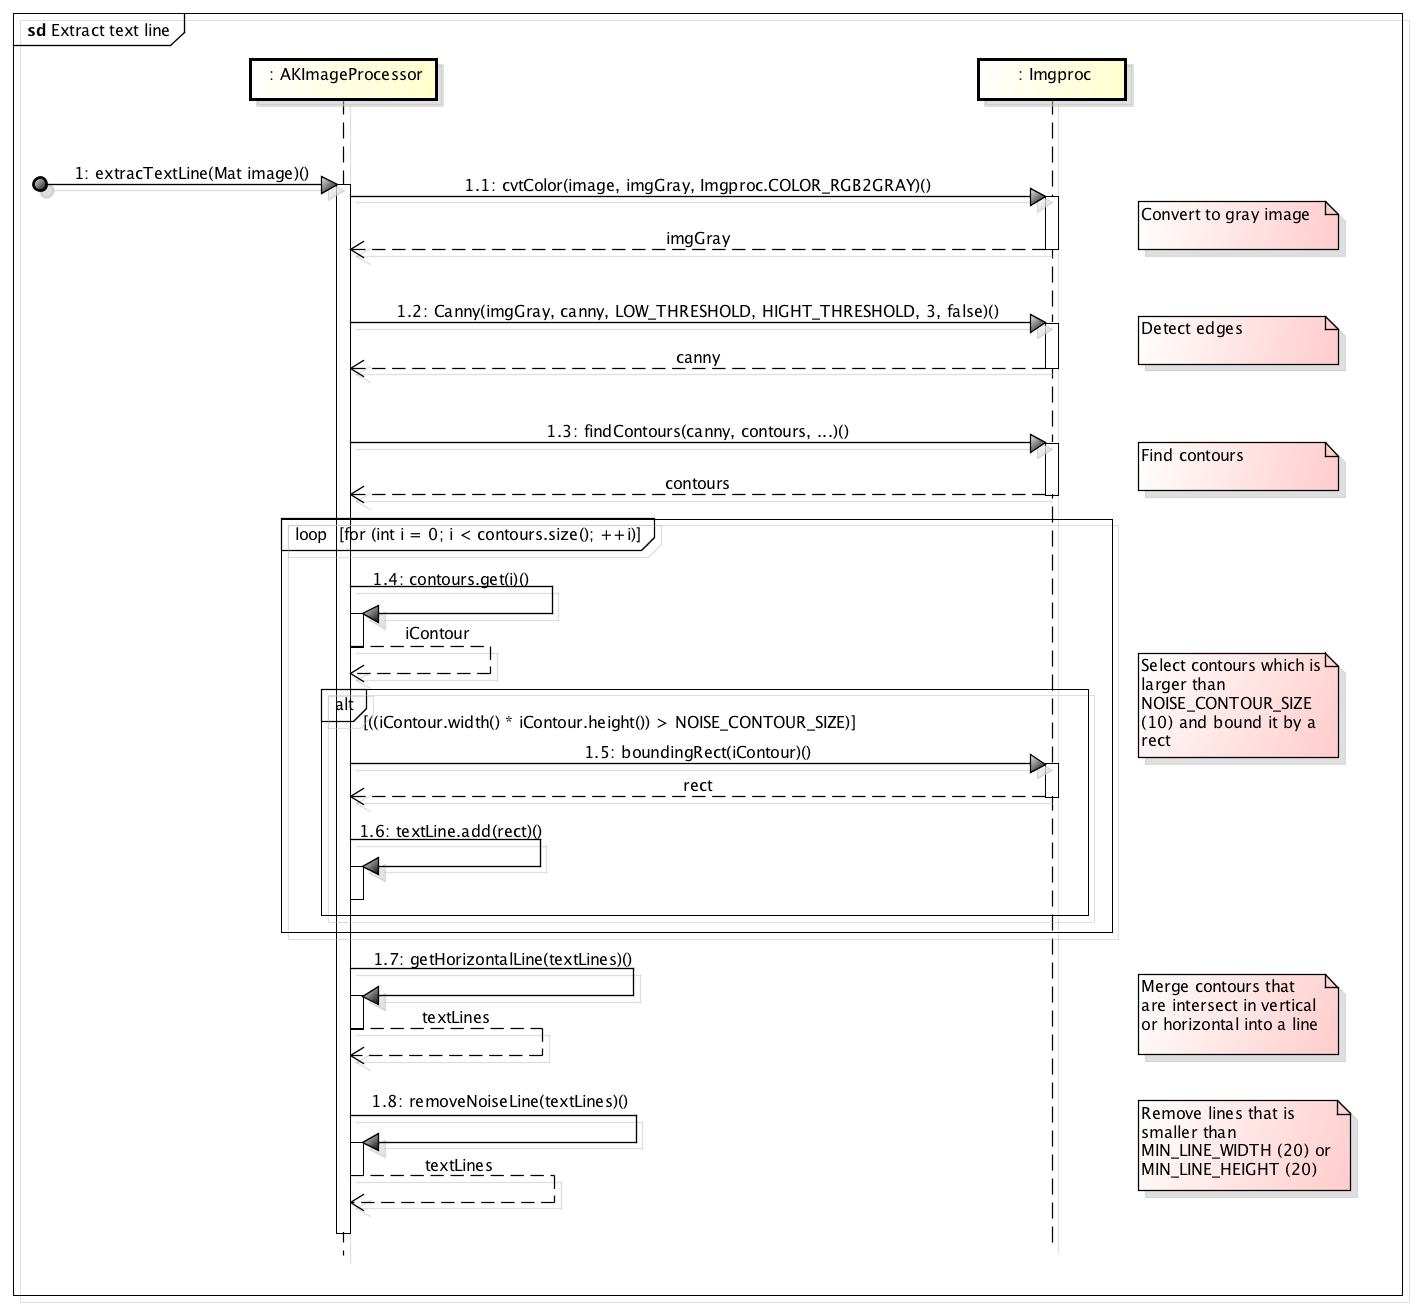 sd Extract text line
: AKImageProcessor
: Imgproc
1: extracTextLine(Mat image)()
1.1: cvtColor(image, imgGray, Imgproc.COLOR_RGB2GRAY)()
Convert to gray image
imgGray
1.2: Canny(imgGray, canny, LOW_THRESHOLD, HIGHT_THRESHOLD, 3, false)()
Detect edges
canny
1.3: findContours(canny, contours, ...)()
Find contours
contours
loop [for (int i = 0; i < contours.size(); ++i)]
1.4: contours.get(i)()
iContour
Select contours which is
larger than
NOISE_CONTOUR_SIZE
(10) and bound it by a
rect
alt
[((iContour.width() * iContour.height()) > NOISE_CONTOUR_SIZE)]
1.5: boundingRect(iContour)()
rect
1.6: textLine.add(rect)()
1.7: getHorizontalLine(textLines)()
Merge contours that
are intersect in vertical
or horizontal into a line
textLines
1.8: removeNoiseLine(textLines)()
Remove lines that is
smaller than
MIN_LINE_WIDTH (20) or
MIN_LINE_HEIGHT (20)
textLines